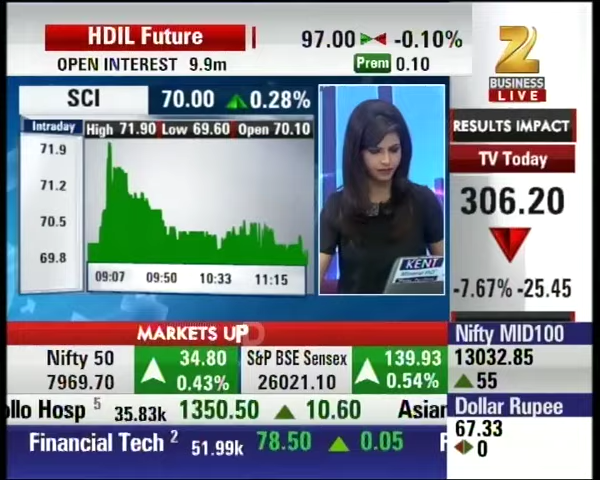 HDIL Future
97.00 -0.10%
OPEN INTEREST 9.9m
Prem 0.10
Z
BUSINESS
LIVE
SCI 70.00 0.28%
Intraday High 71.90 Low 69.60 Open 70.10
71.9
71.2
70.5
69.8
09:07 09:50 10:33 11:15
KENT
RESULTS IMPACT
TV Today
306.20
-7.67% -25.45
MARKETS UP
Nifty 50 34.80
7969.70 0.43%
S&P BSE Sensex 139.93
26021.10 0.54%
Nifty MID100
13032.85
55
Dollar Rupee
67.33
0
ollo Hosp 5 35.83k 1350.50 10.60 Asian
Financial Tech 2 51.99k 78.50 0.05